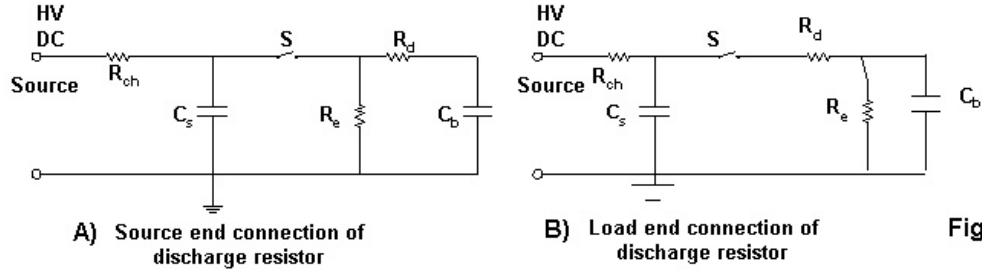 HV
DC
Source
R_ch
C_s
S
R_e
R_d
C_b
A) Source end connection of
discharge resistor
HV
DC
Source
R_ch
C_s
S
R_d
R_e
C_b
B) Load end connection of
discharge resistor
Fig